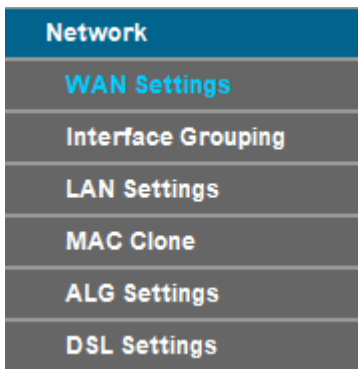 Network
WAN Settings
Interface Grouping
LAN Settings
MAC Clone
ALG Settings
DSL Settings